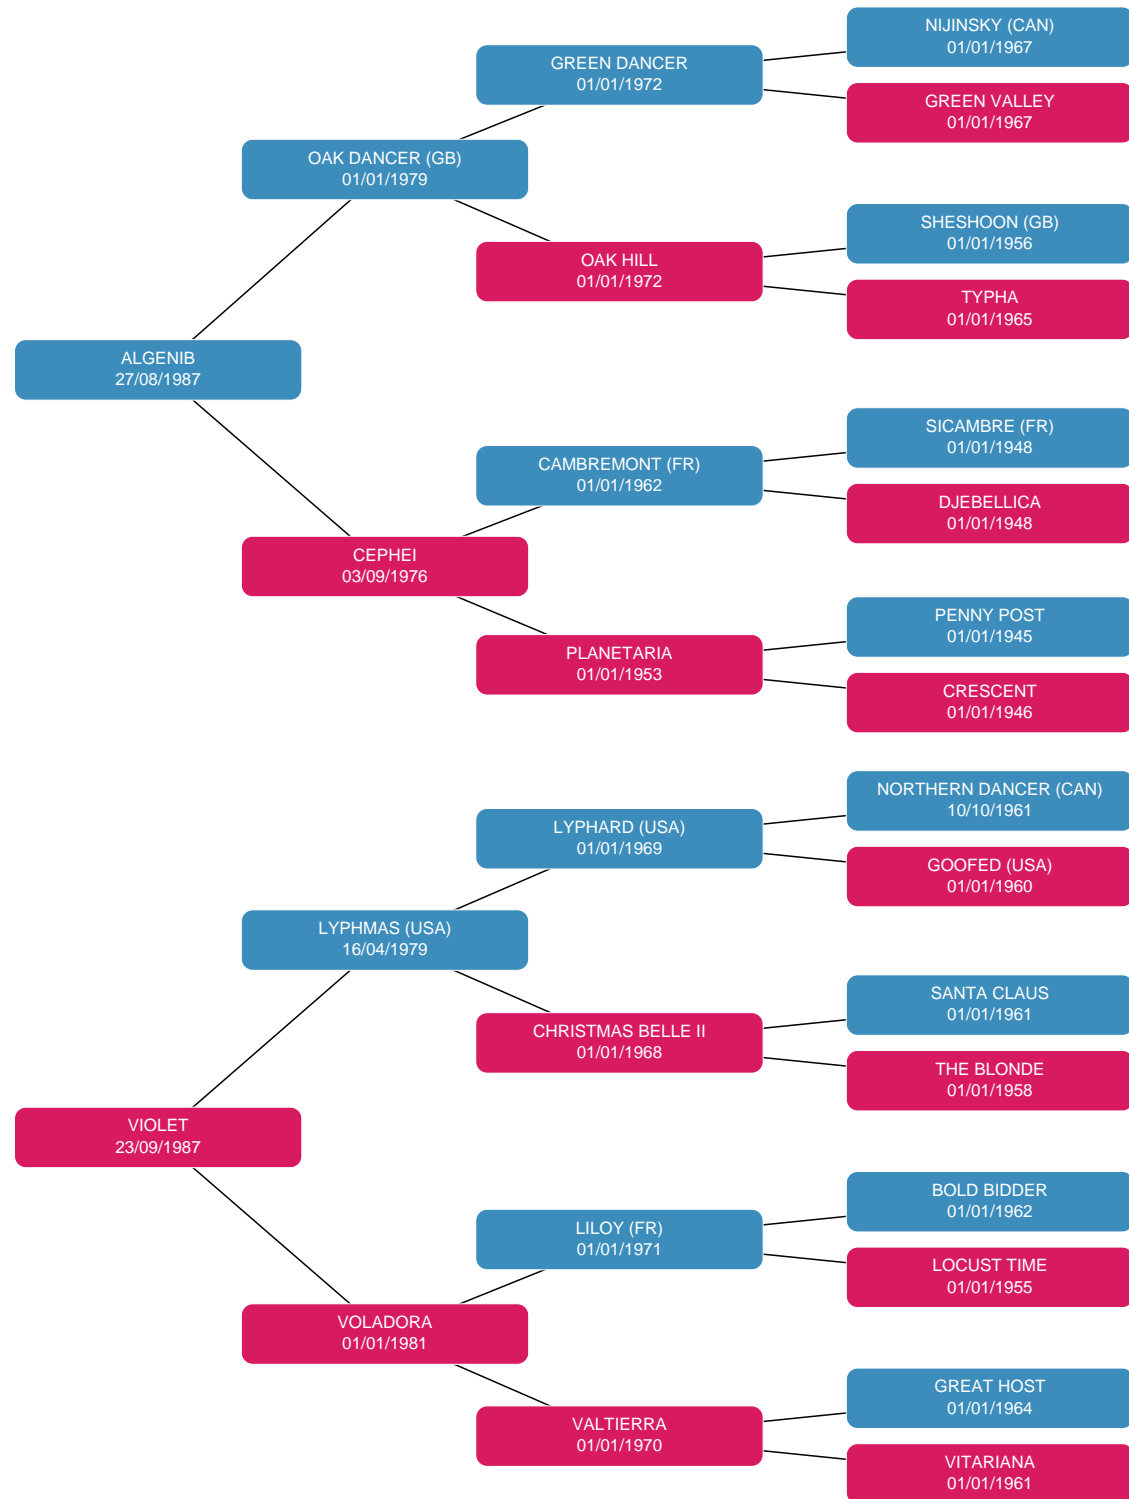 NIJINSKY (CAN)
01/01/1967
GREEN DANCER
01/01/1972
GREEN VALLEY
01/01/1967
OAK DANCER (GB)
01/01/1979
SHESHOON (GB)
01/01/1956
OAK HILL
01/01/1972
TYPHA
01/01/1965
ALGENIB
27/08/1987
SICAMBRE (FR)
01/01/1948
CAMBREMONT (FR)
01/01/1962
DJEBELLICA
01/01/1948
CEPHEI
03/09/1976
PENNY POST
01/01/1945
PLANETARIA
01/01/1953
CRESCENT
01/01/1946
NORTHERN DANCER (CAN)
10/10/1961
LYPHARD (USA)
01/01/1969
GOOFED (USA)
01/01/1960
LYPHMAS (USA)
16/04/1979
SANTA CLAUS
01/01/1961
CHRISTMAS BELLE II
01/01/1968
THE BLONDE
01/01/1958
VIOLET
23/09/1987
BOLD BIDDER
01/01/1962
LILOY (FR)
01/01/1971
LOCUST TIME
01/01/1955
VOLADORA
01/01/1981
GREAT HOST
01/01/1964
VALTIERRA
01/01/1970
VITARIANA
01/01/1961